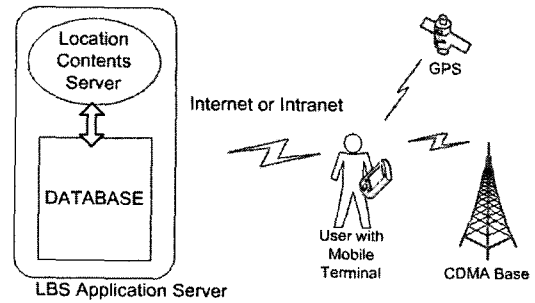 Location
Contents
Server
DATABASE
LBS Application Server
Internet or Intranet
GPS
User with
Mobile
Terminal
CDMA Base